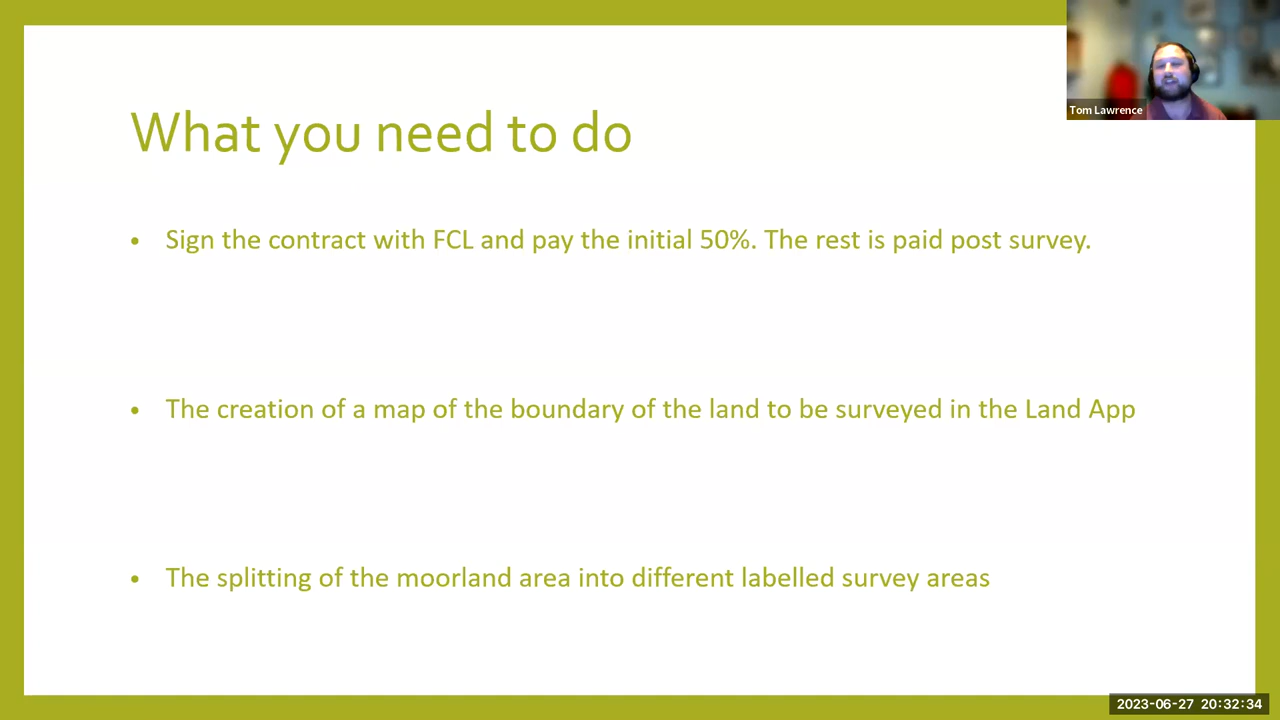 Tom Lawrence
What you need to do
• Sign the contract with FCL and pay the initial 50%. The rest is paid post survey.
• The creation of a map of the boundary of the land to be surveyed in the Land App
• The splitting of the moorland area into different labelled survey areas
2023-06-27 20:32:34